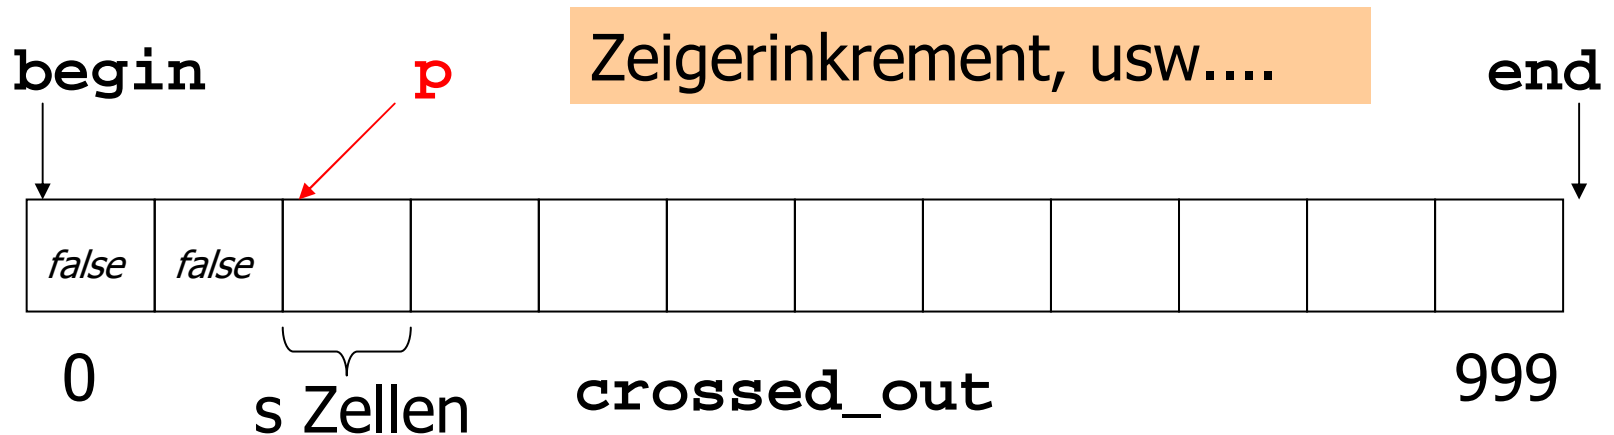 begin p Zeigerinkrement, usw.... end
false false
0 s Zellen crossed_out 999